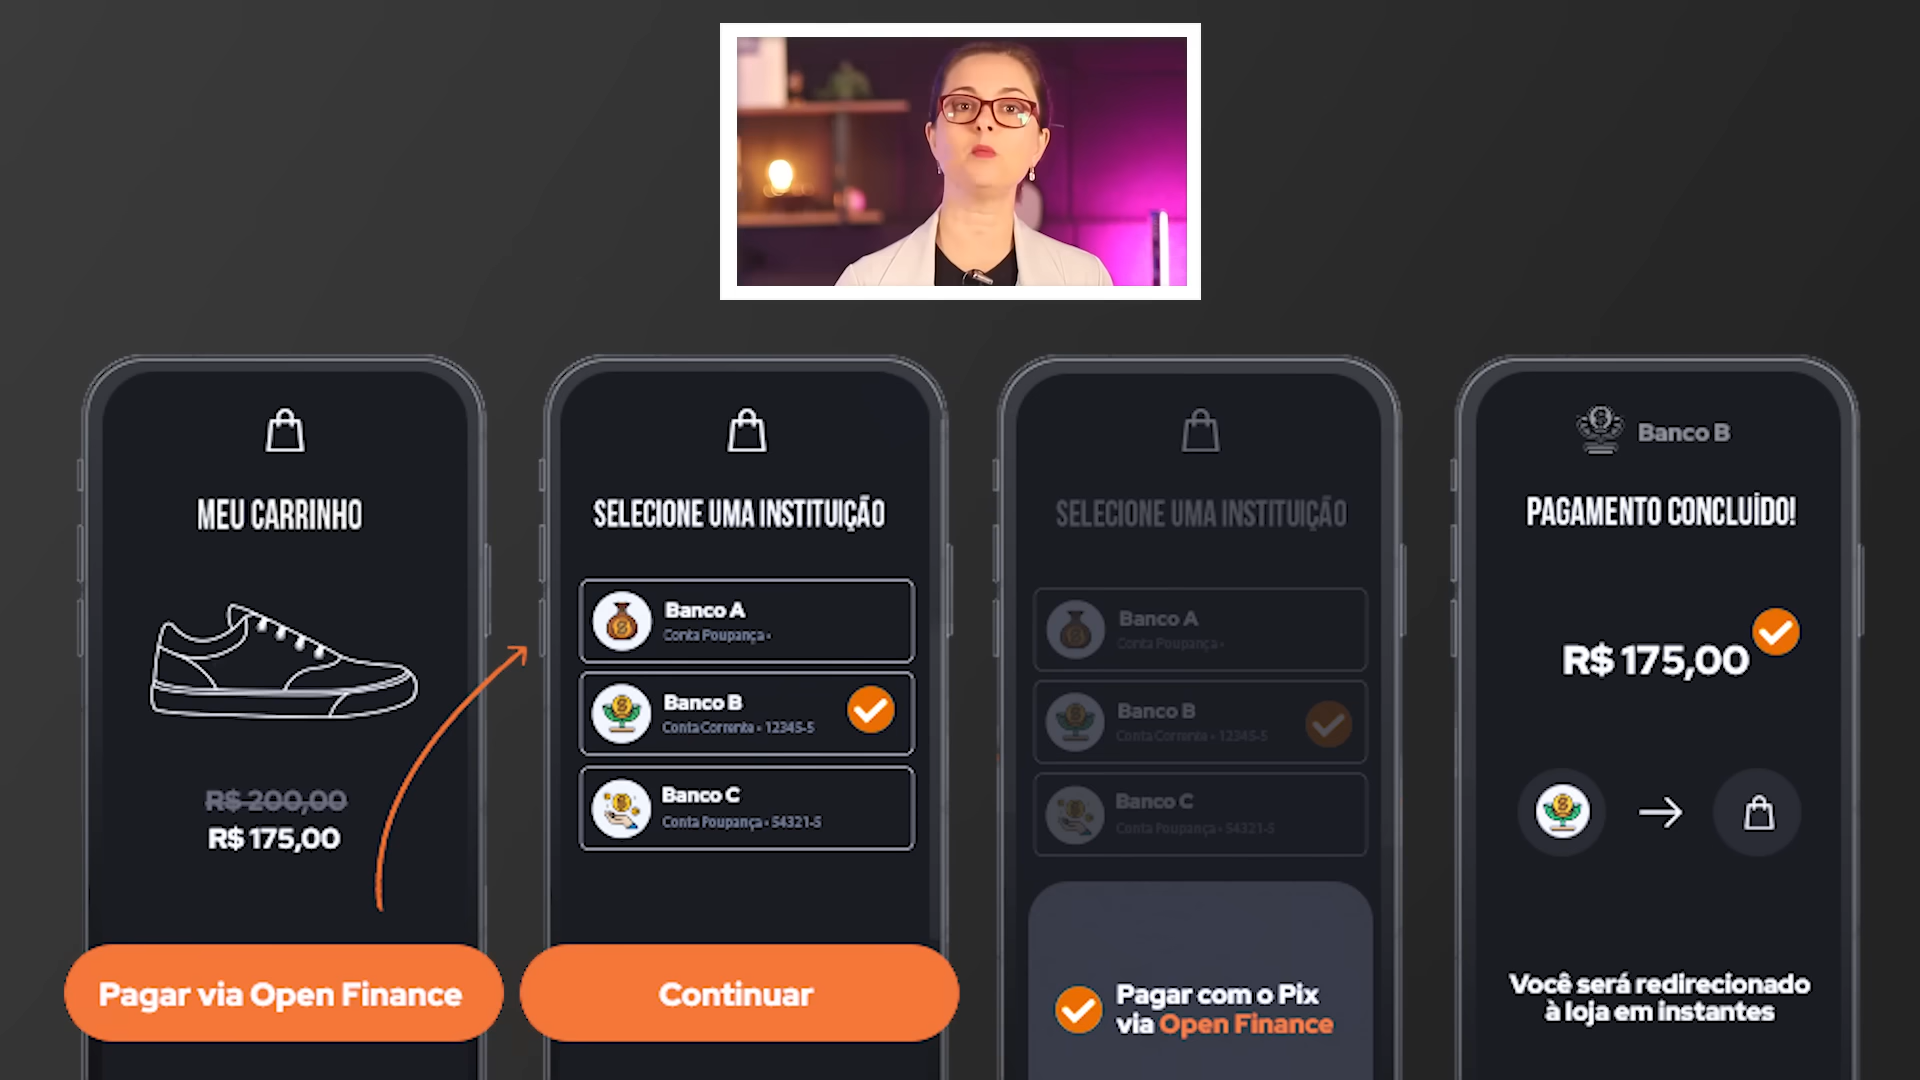 MEU CARRINHO
R$ 200,00
R$ 175,00
Pagar via Open Finance
SELECIONE UMA INSTITUIÇÃO
Banco A
Conta Poupança •
Banco B
Conta Corrente • 12345-5
Banco C
Conta Poupança • 54321-5
Continuar
SELECIONE UMA INSTITUIÇÃO
Banco A
Conta Poupança •
Banco B
Conta Corrente • 12345-5
Banco C
Conta Poupança • 54321-5
Pagar com o Pix
via Open Finance
Banco B
PAGAMENTO CONCLUÍDO!
R$ 175,00
Você será redirecionado
à loja em instantes